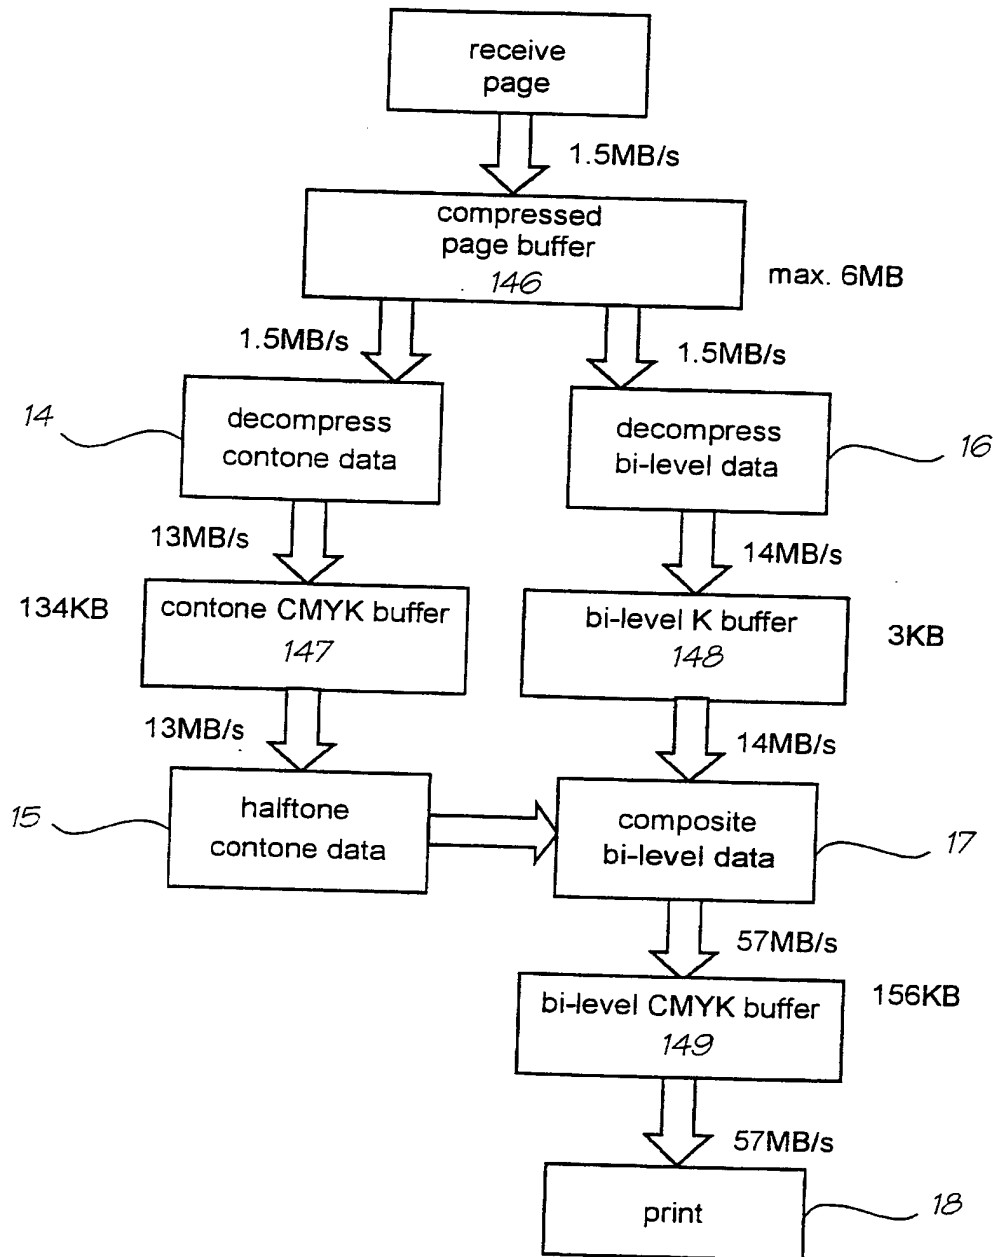 receive
page
1.5MB/s
compressed
page buffer
146
max. 6MB
1.5MB/s
1.5MB/s
14
decompress
contone data
decompress
bi-level data
16
13MB/s
14MB/s
134KB
contone CMYK buffer
147
bi-level K buffer
148
3KB
13MB/s
14MB/s
15
halftone
contone data
composite
bi-level data
17
57MB/s
bi-level CMYK buffer
149
156KB
57MB/s
print
18